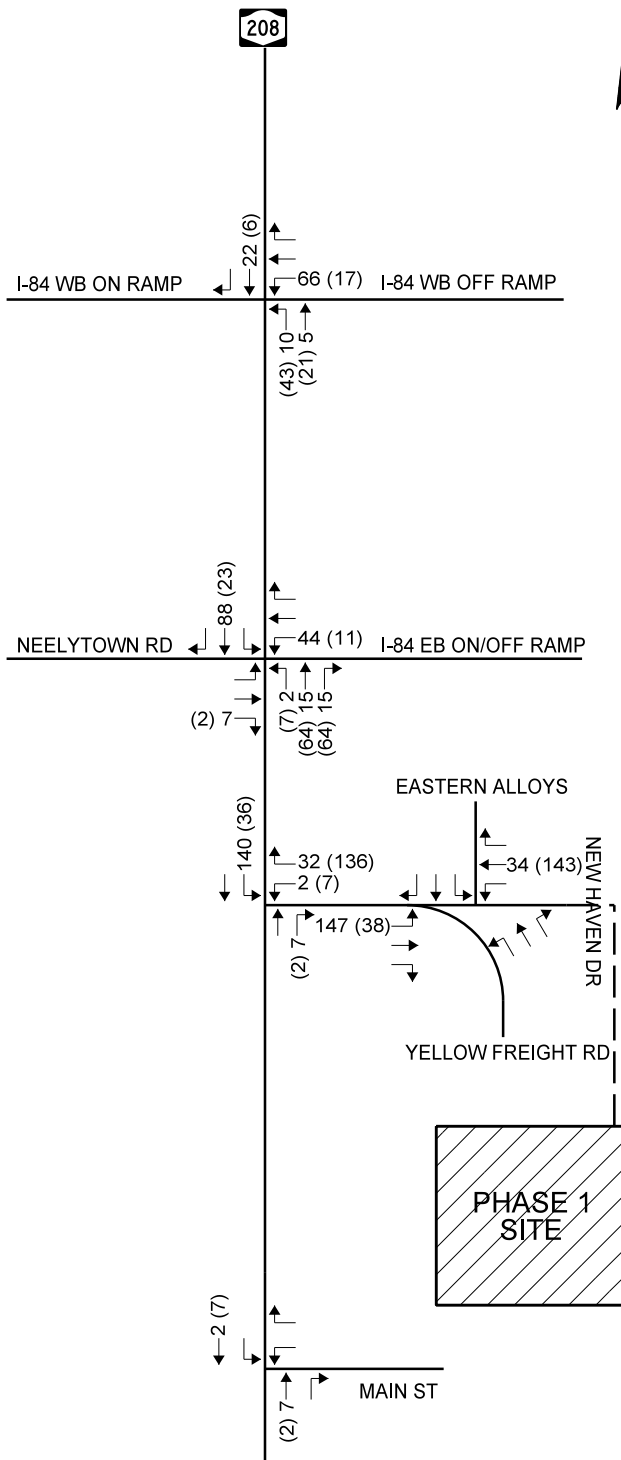 208
22 (6)
I-84 WB ON RAMP
66 (17)
I-84 WB OFF RAMP
(43) 10
(21) 5
88 (23)
NEELYTOWN RD
44 (11)
I-84 EB ON/OFF RAMP
(2) 7
(7) 2
(64) 15
(64) 15
EASTERN ALLOYS
140 (36)
32 (136)
2 (7)
34 (143)
NEW HAVEN DR
(2) 7
147 (38)
YELLOW FREIGHT RD
PHASE 1
SITE
2 (7)
MAIN ST
(2) 7